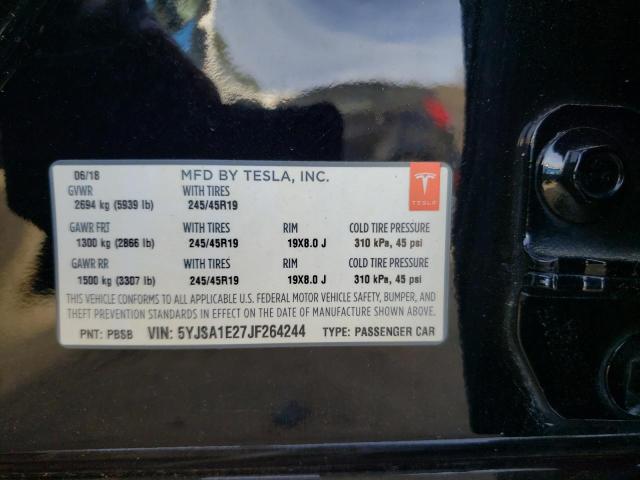 06/18 MFD BY TESLA, INC.
GVWR WITH TIRES
2694 kg (5939 lb) 245/45R19
TESLA
GAWR FRT WITH TIRES RIM COLD TIRE PRESSURE
1300 kg (2866 lb) 245/45R19 19X8.0 J 310 kPa, 45 psi
GAWR RR WITH TIRES RIM COLD TIRE PRESSURE
1500 kg (3307 lb) 245/45R19 19X8.0 J 310 kPa, 45 psi
THIS VEHICLE CONFORMS TO ALL APPLICABLE U.S. FEDERAL MOTOR VEHICLE SAFETY, BUMPER, AND
THEFT PREVENTION STANDARDS IN EFFECT ON THE DATE OF MANUFACTURE SHOWN ABOVE.
PNT: PBSB VIN: 5YJSA1E27JF264244 TYPE: PASSENGER CAR